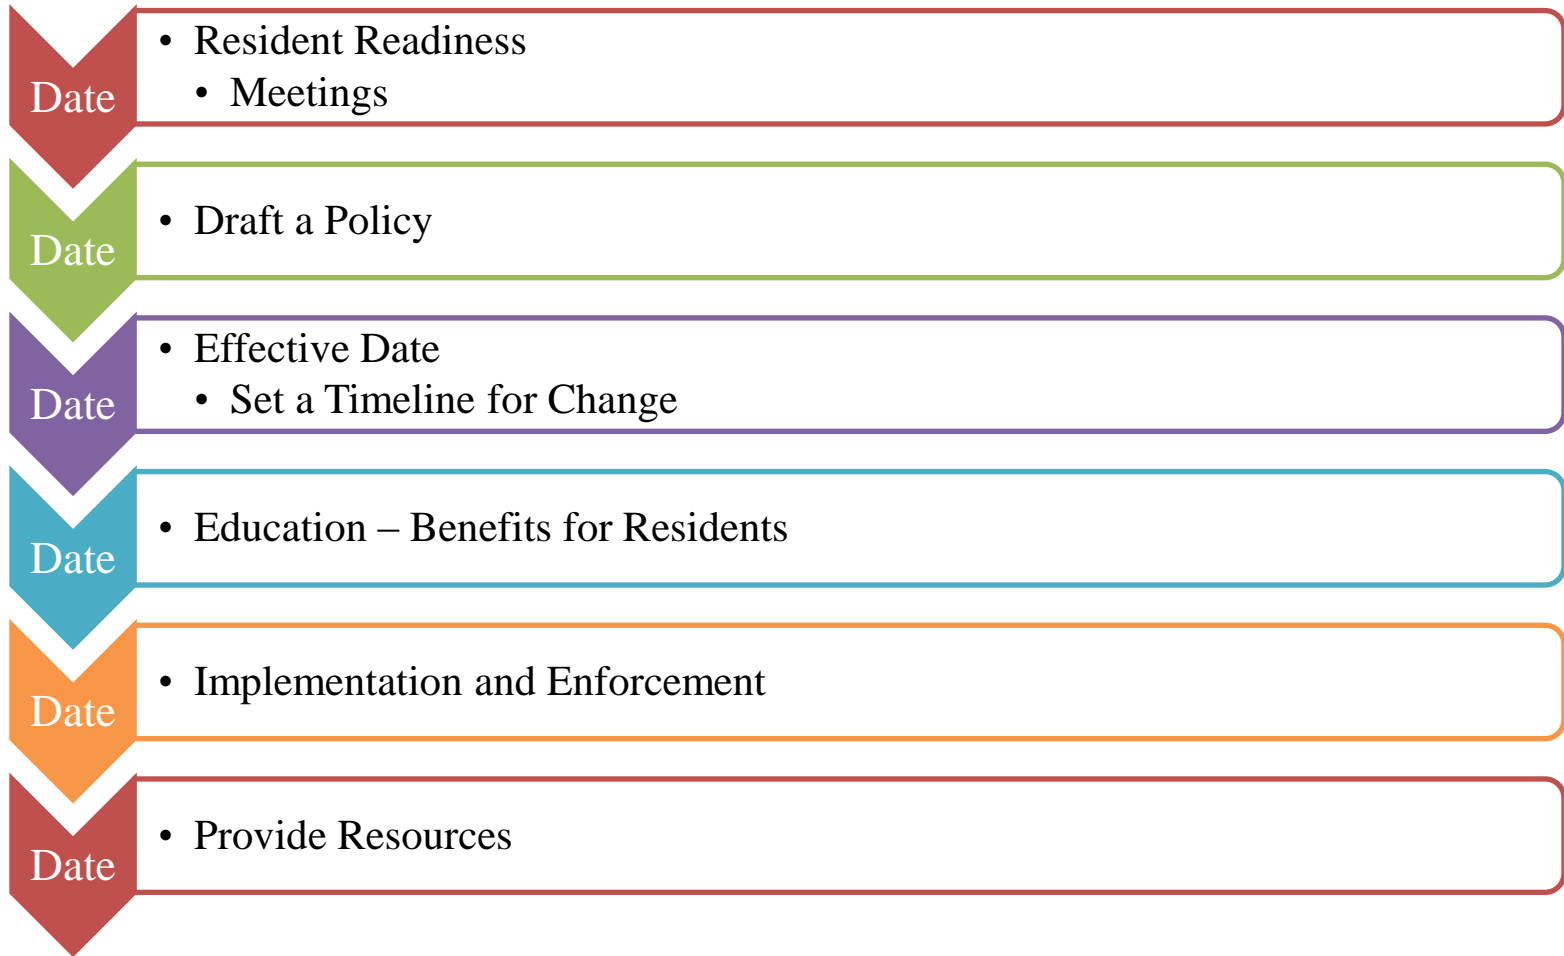 Date
• Resident Readiness
• Meetings
Date
• Draft a Policy
Date
• Effective Date
• Set a Timeline for Change
Date
• Education – Benefits for Residents
Date
• Implementation and Enforcement
Date
• Provide Resources